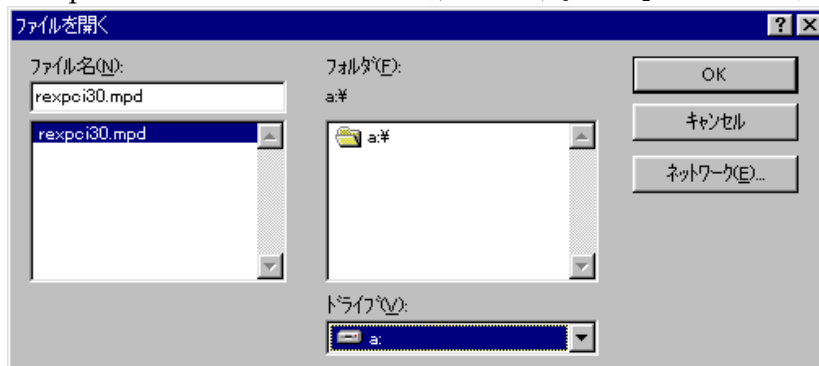 ファイルを開く
ファイル名(N):
rexpci30.mpd
rexpci30.mpd
フォルダ(F):
a:¥
a:¥
ドライブ(V):
a:
OK
キャンセル
ネットワーク(E)...